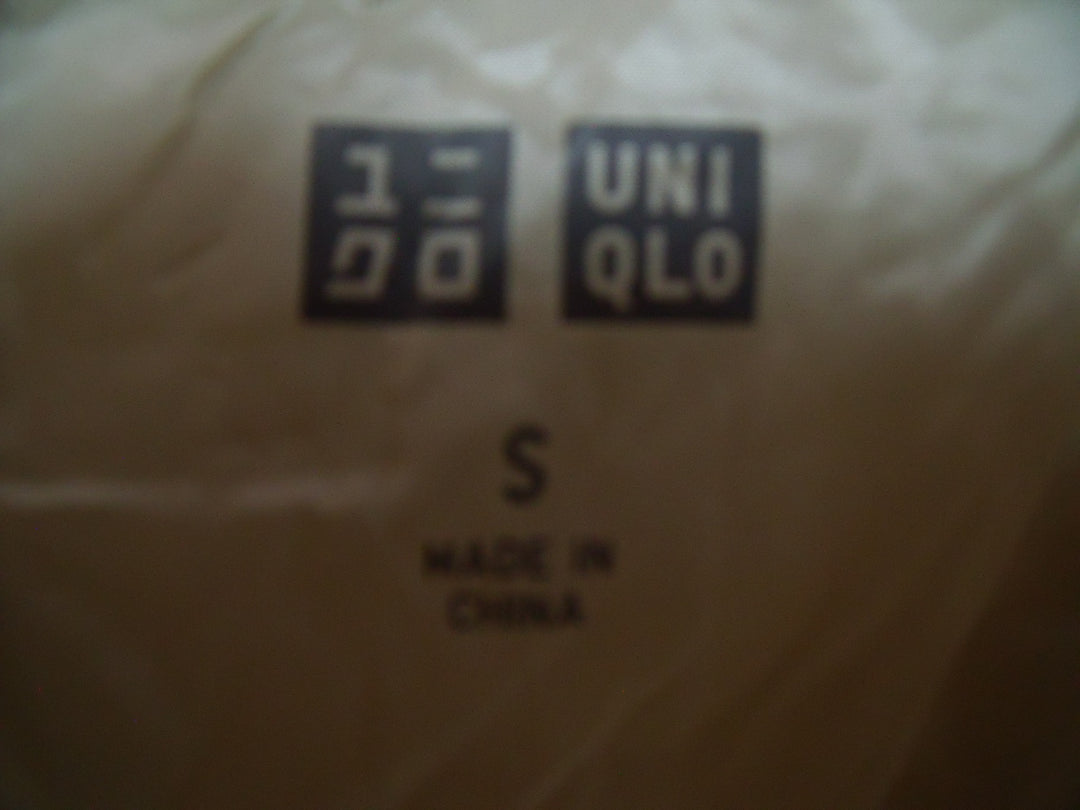 ユニ
クロ
UNI
QLO
S
MADE IN
CHINA